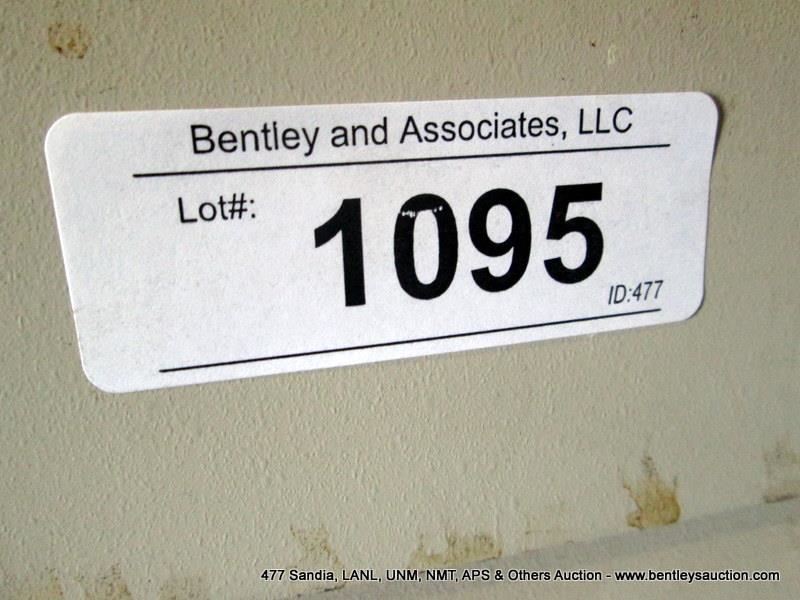 Bentley and Associates, LLC
Lot#:
1095
ID:477
477 Sandia, LANL, UNM, NMT, APS & Others Auction - www.bentleysauction.com